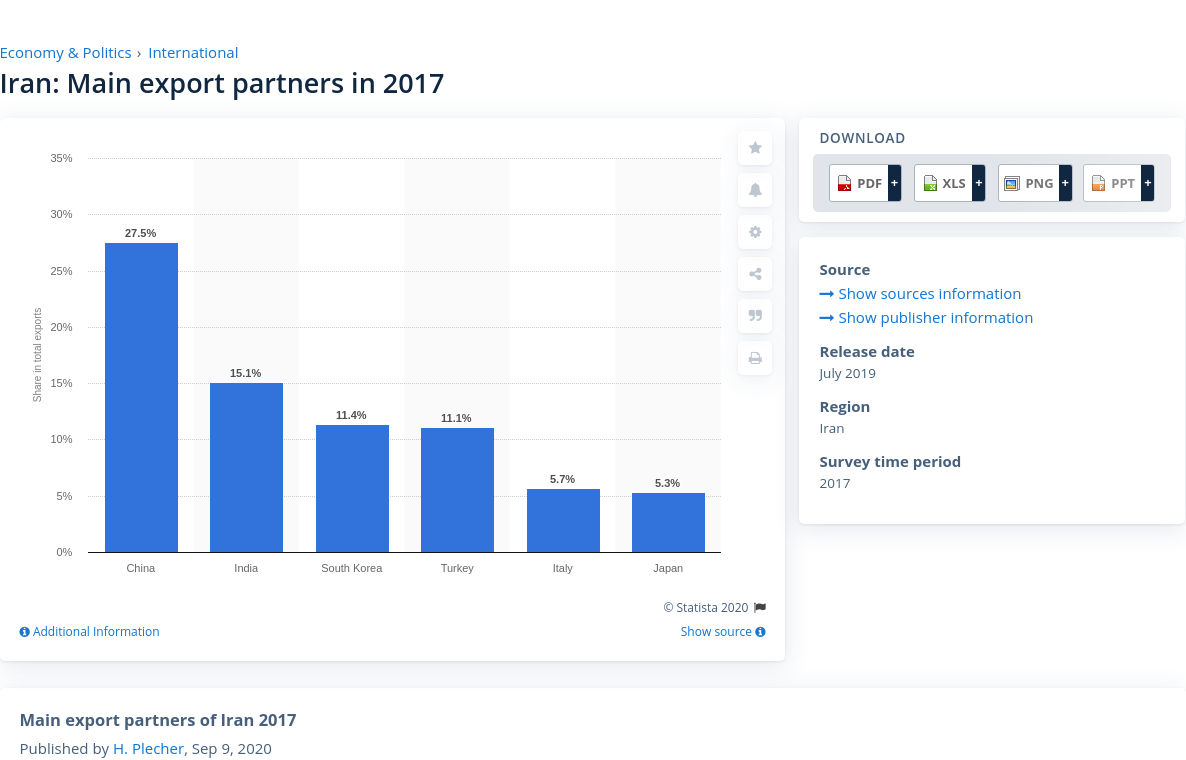 Economy & Politics › International
Iran: Main export partners in 2017
35%
30%
25%
20%
15%
10%
5%
0%
Share in total exports
27.5%
15.1%
11.4%
11.1%
5.7%
5.3%
China
India
South Korea
Turkey
Italy
Japan
© Statista 2020
Additional Information
Show source
DOWNLOAD
PDF +
XLS +
PNG +
PPT +
Source
Show sources information
Show publisher information
Release date
July 2019
Region
Iran
Survey time period
2017
Main export partners of Iran 2017
Published by H. Plecher, Sep 9, 2020